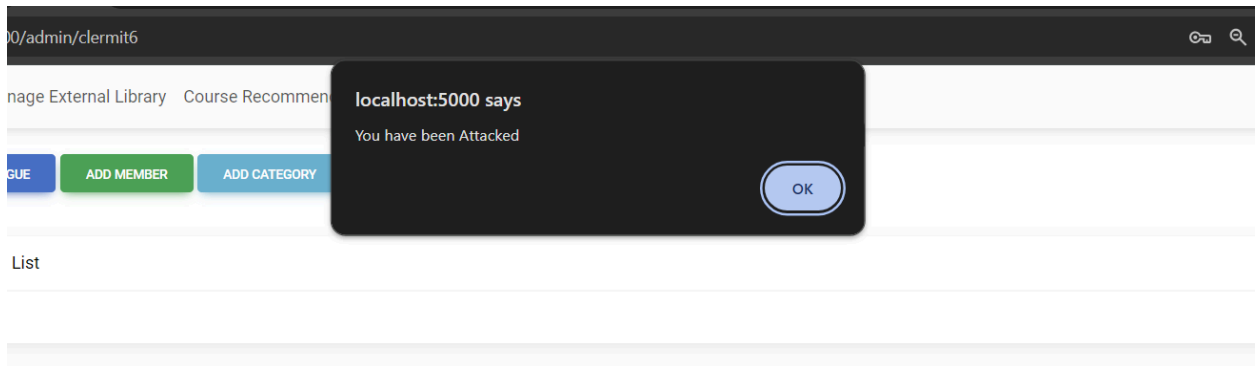 00/admin/clermit6
nage External Library Course Recommen
localhost:5000 says
You have been Attacked
OK
GUE ADD MEMBER ADD CATEGORY
List